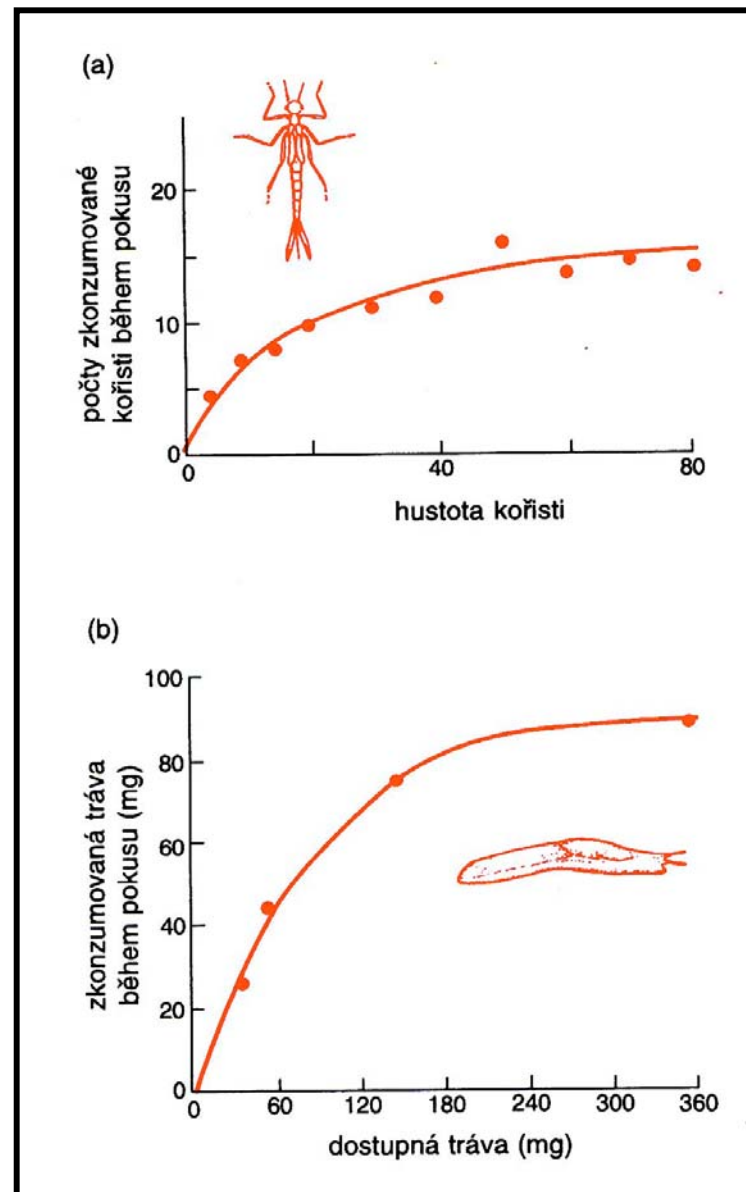 (a)
počty zkonzumované
kořisti během pokusu
20
10
0
0
40
80
hustota kořisti
(b)
zkonzumovaná tráva
během pokusu (mg)
100
80
60
40
20
0
0
60
120
180
240
300
360
dostupná tráva (mg)